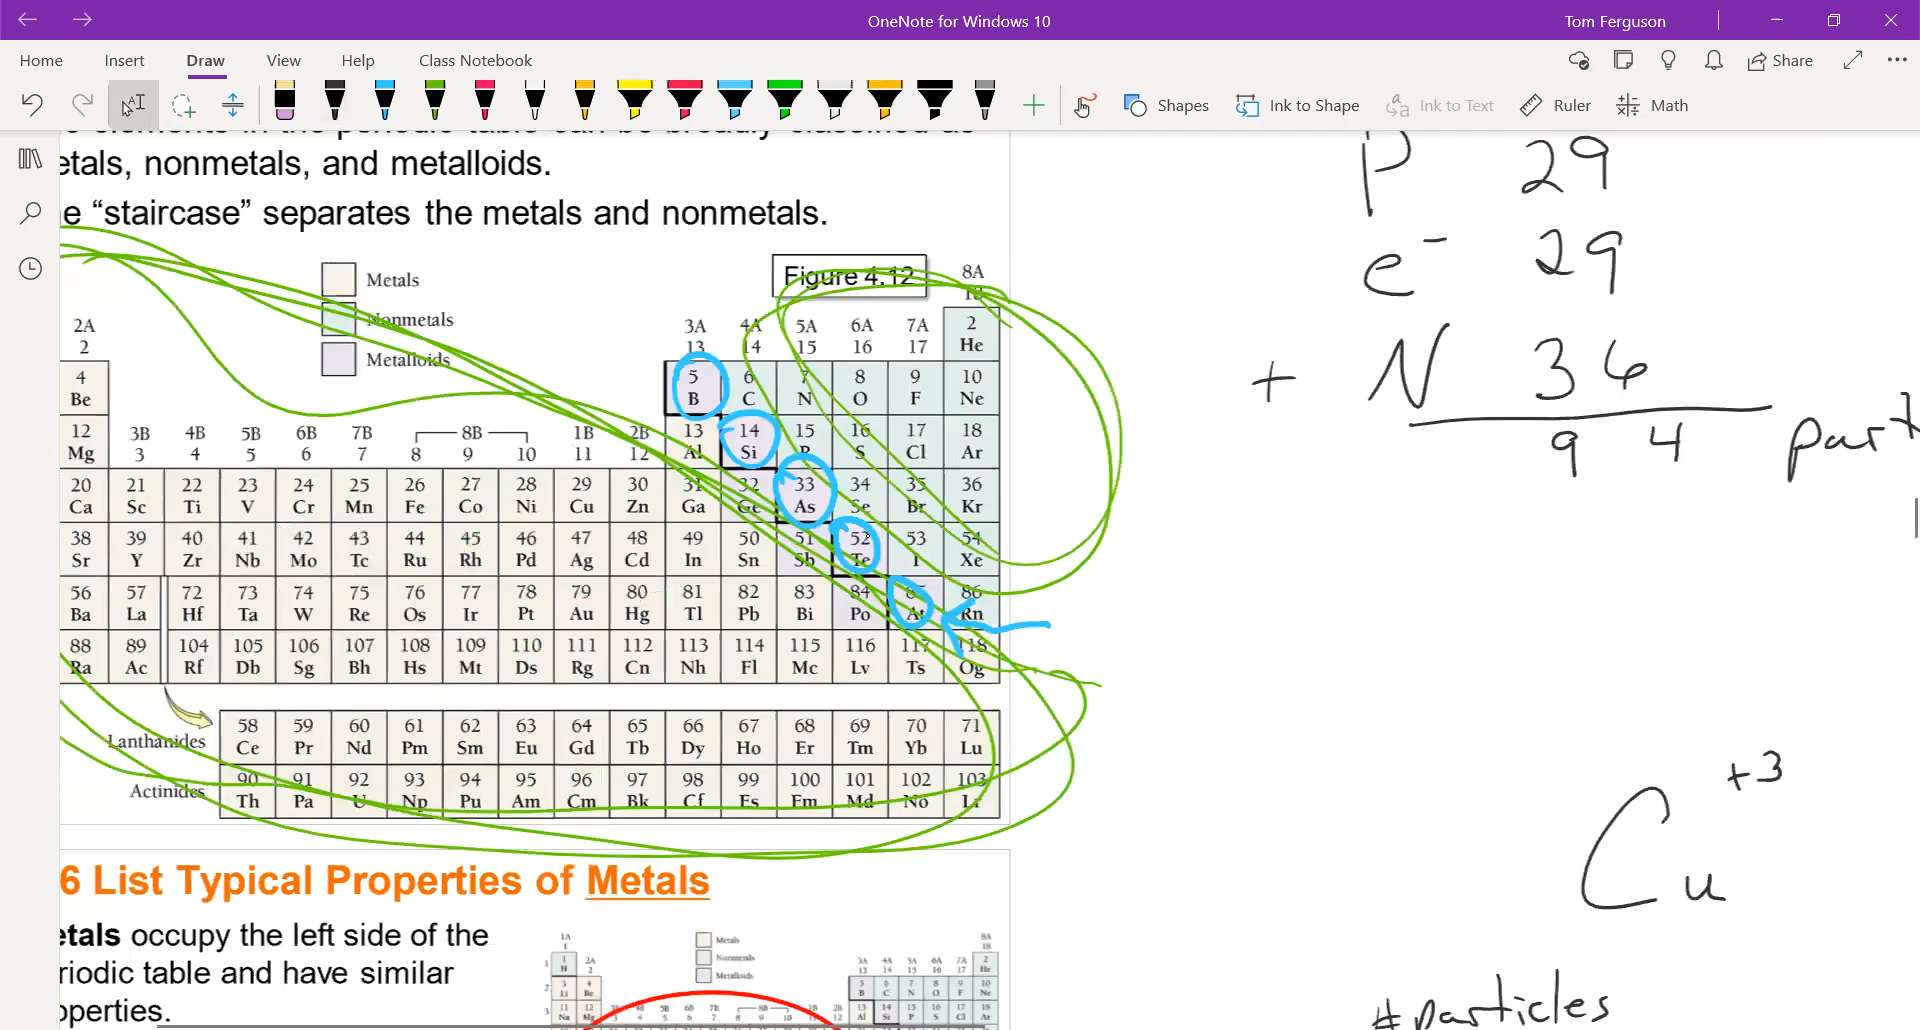 OneNote for Windows 10
Tom Ferguson
Home Insert Draw View Help Class Notebook
Share
Shapes Ink to Shape Ink to Text Ruler Math
etals, nonmetals, and metalloids.
e “staircase” separates the metals and nonmetals.
Metals
Nonmetals
Metalloids
Figure 4.12
8A
18
2A 3A 4A 5A 6A 7A 2
2 13 14 15 16 17 He
4 5 6 7 8 9 10
Be B C N O F Ne
12 3B 4B 5B 6B 7B 8B 1B 2B 13 14 15 16 17 18
Mg 3 4 5 6 7 8 9 10 11 12 Al Si P S Cl Ar
20 21 22 23 24 25 26 27 28 29 30 31 32 33 34 35 36
Ca Sc Ti V Cr Mn Fe Co Ni Cu Zn Ga Ge As Se Br Kr
38 39 40 41 42 43 44 45 46 47 48 49 50 51 52 53 54
Sr Y Zr Nb Mo Tc Ru Rh Pd Ag Cd In Sn Sb Te I Xe
56 57 72 73 74 75 76 77 78 79 80 81 82 83 84 85 86
Ba La Hf Ta W Re Os Ir Pt Au Hg Tl Pb Bi Po At Rn
88 89 104 105 106 107 108 109 110 111 112 113 114 115 116 117 118
Ra Ac Rf Db Sg Bh Hs Mt Ds Rg Cn Nh Fl Mc Lv Ts Og
58 59 60 61 62 63 64 65 66 67 68 69 70 71
Lanthanides Ce Pr Nd Pm Sm Eu Gd Tb Dy Ho Er Tm Yb Lu
90 91 92 93 94 95 96 97 98 99 100 101 102 103
Actinides Th Pa U Np Pu Am Cm Bk Cf Es Fm Md No Lr
6 List Typical Properties of Metals
etals occupy the left side of the
riodic table and have similar
operties.
Metals
Nonmetals
Metalloids
P 29
e⁻ 29
+ N 36
94 part
Cu +3
#particles